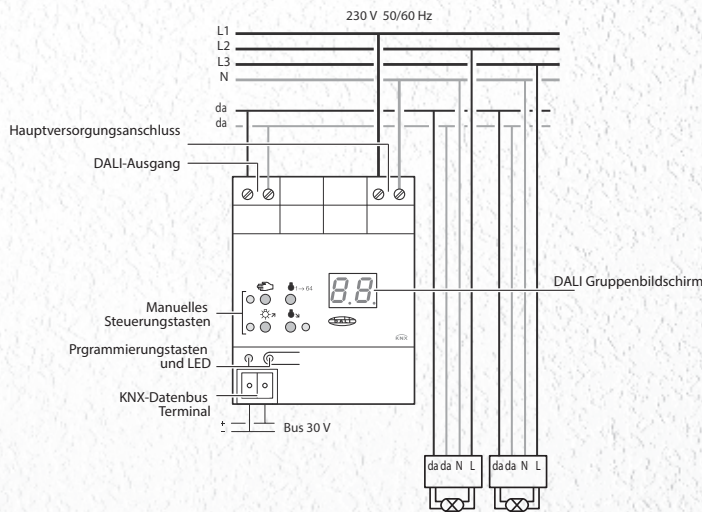 230 V 50/60 Hz
L1
L2
L3
N
da
da
Hauptversorgungsanschluss
DALI-Ausgang
1→64
8.8.
DALI Gruppenbildschirm
DALI
Manuelles
Steuerungstasten
KNX
Prgrammierungstasten
und LED
KNX-Datenbus
Terminal
+
-
Bus 30 V
da da N L
da da N L